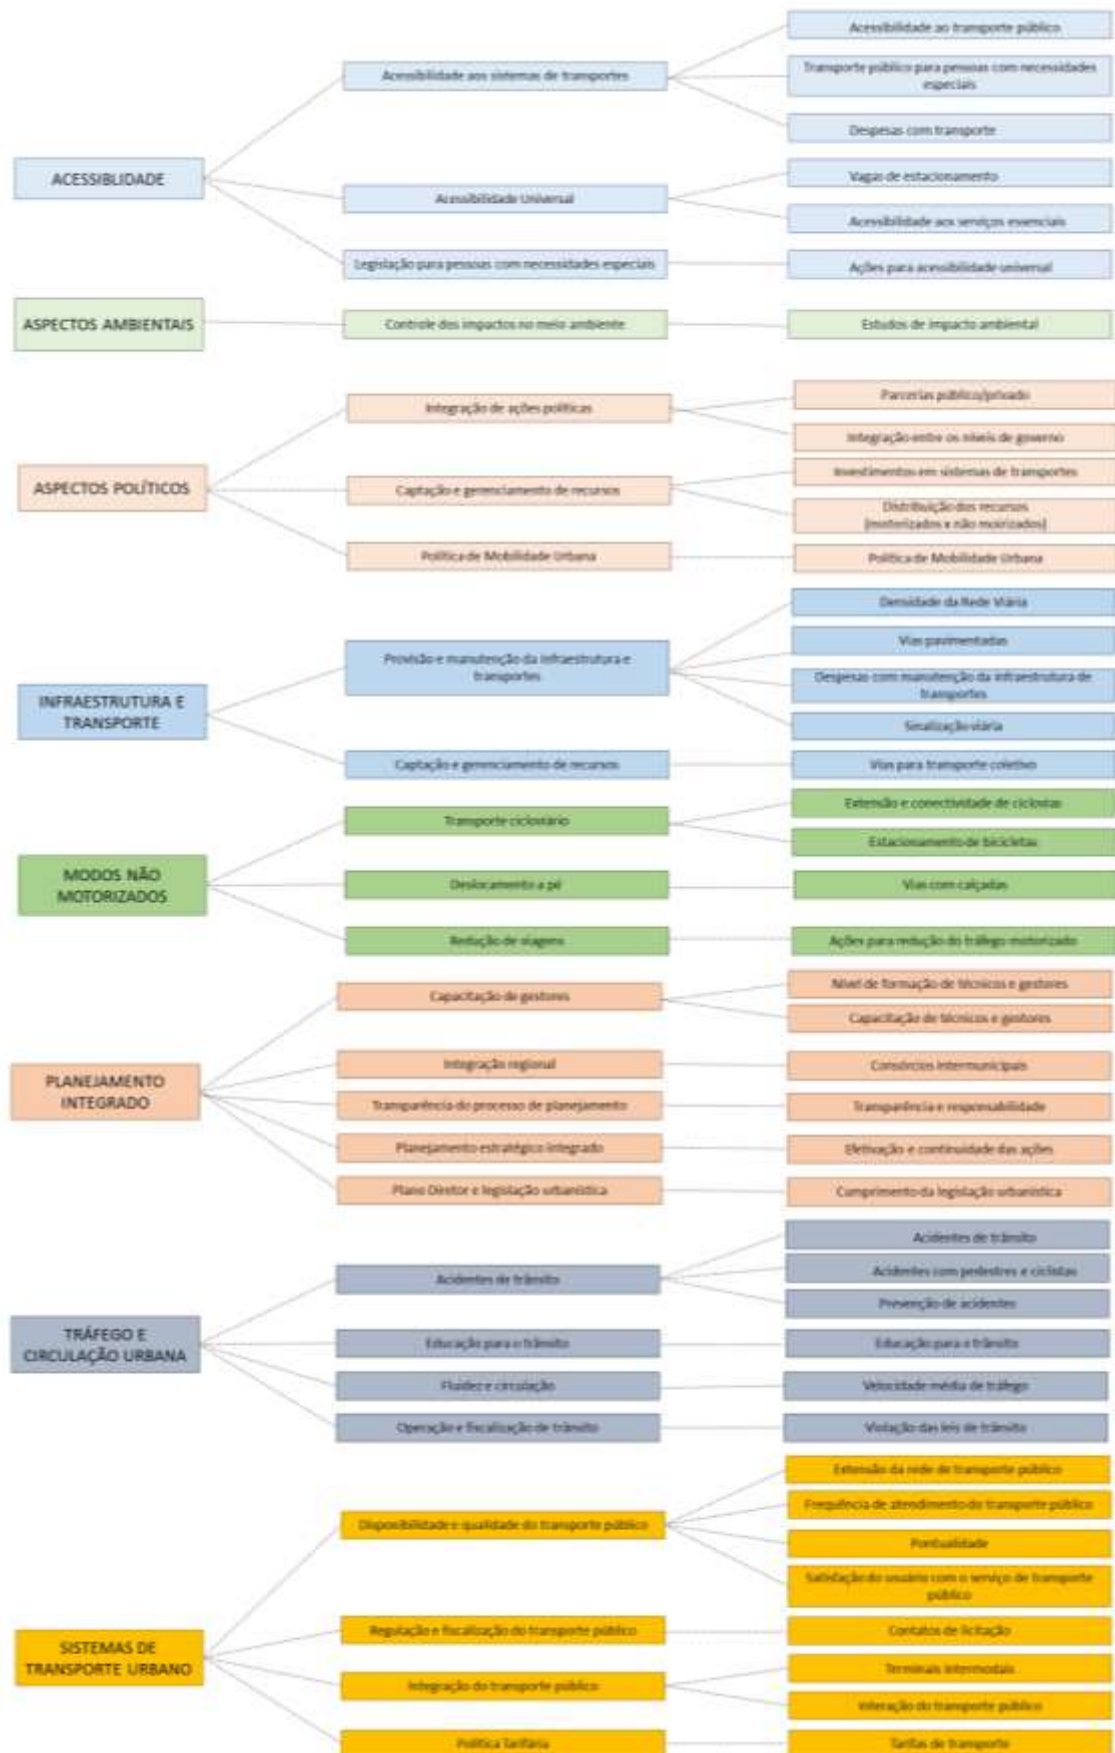 ACESSIBLIDADE
Acessibilidade aos sistemas de transportes
Acessibilidade ao transporte público
Transporte público para pessoas com necessidades
especiais
Despesas com transporte
Acessibilidade Universal
Vagas de estacionamento
Acessibilidade aos serviços essenciais
Legislação para pessoas com necessidades especiais
Ações para acessibilidade universal
ASPECTOS AMBIENTAIS
Controle dos impactos no meio ambiente
Estudos de impacto ambiental
ASPECTOS POLÍTICOS
Integração de ações políticas
Parcerias público/privado
Integração entre os níveis de governo
Captação e gerenciamento de recursos
Investimentos em sistemas de transportes
Distribuição dos recursos
(motorizados x não motrizados)
Política de Mobilidade Urbana
Política de Mobilidade Urbana
INFRAESTRUTURA E
TRANSPORTE
Provisão e manutenção da infraestrutura e
transportes
Densidade da Rede Viária
Vias pavimentadas
Despesas com manutenção da infraestrutura de
transportes
Sinalização viária
Captação e gerenciamento de recursos
Vias para transporte coletivo
MODOS NÃO
MOTORIZADOS
Transporte cicloviário
Extensão e conectividade de ciclovias
Estacionamento de bicicletas
Deslocamento a pé
Vias com calçadas
Redução de viagens
Ações para redução do tráfego motorizado
PLANEJAMENTO
INTEGRADO
Capacitação de gestores
Nível de formação de técnicos e gestores
Capacitação de técnicos e gestores
Integração regional
Consórcios intermunicipais
Transparência do processo de planejamento
Transparência e responsabilidade
Planejamento estratégico integrado
Efetivação e continuidade das ações
Plano Diretor e legislação urbanística
Cumprimento da legislação urbanística
TRÁFEGO E
CIRCULAÇÃO URBANA
Acidentes de trânsito
Acidentes de trânsito
Acidentes com pedestres e ciclistas
Prevenção de acidentes
Educação para o trânsito
Educação para o trânsito
Fluidez e circulação
Velocidade média de tráfego
Operação e fiscalização de trânsito
Violação das leis de trânsito
SISTEMAS DE
TRANSPORTE URBANO
Disponibilidade e qualidade do transporte público
Extensão da rede de transporte público
Frequência de atendimento do transporte público
Pontualidade
Satisfação do usuário com o serviço de transporte
público
Regulação e fiscalização do transporte público
Contatos de licitação
Integração do transporte público
Terminais intermodais
Interação do transporte público
Política Tarifária
Tarifas de transporte